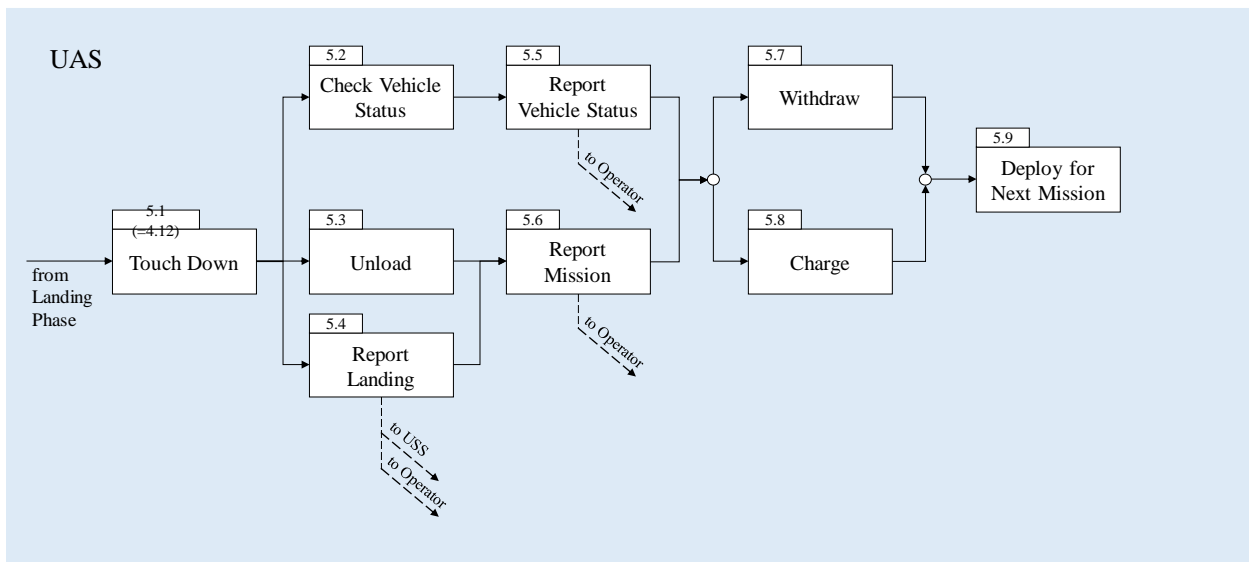 UAS
5.2
Check Vehicle
Status
5.5
Report
Vehicle Status
to Operator
5.7
Withdraw
5.9
Deploy for
Next Mission
5.1
(=4.12)
Touch Down
from
Landing
Phase
5.3
Unload
5.6
Report
Mission
to Operator
5.8
Charge
5.4
Report
Landing
to USS
to Operator